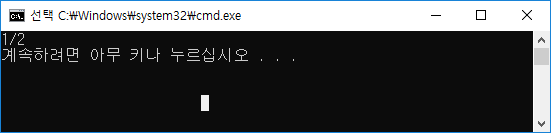 선택 C:₩Windows₩system32₩cmd.exe
1/2
계속하려면 아무 키나 누르십시오 . . .